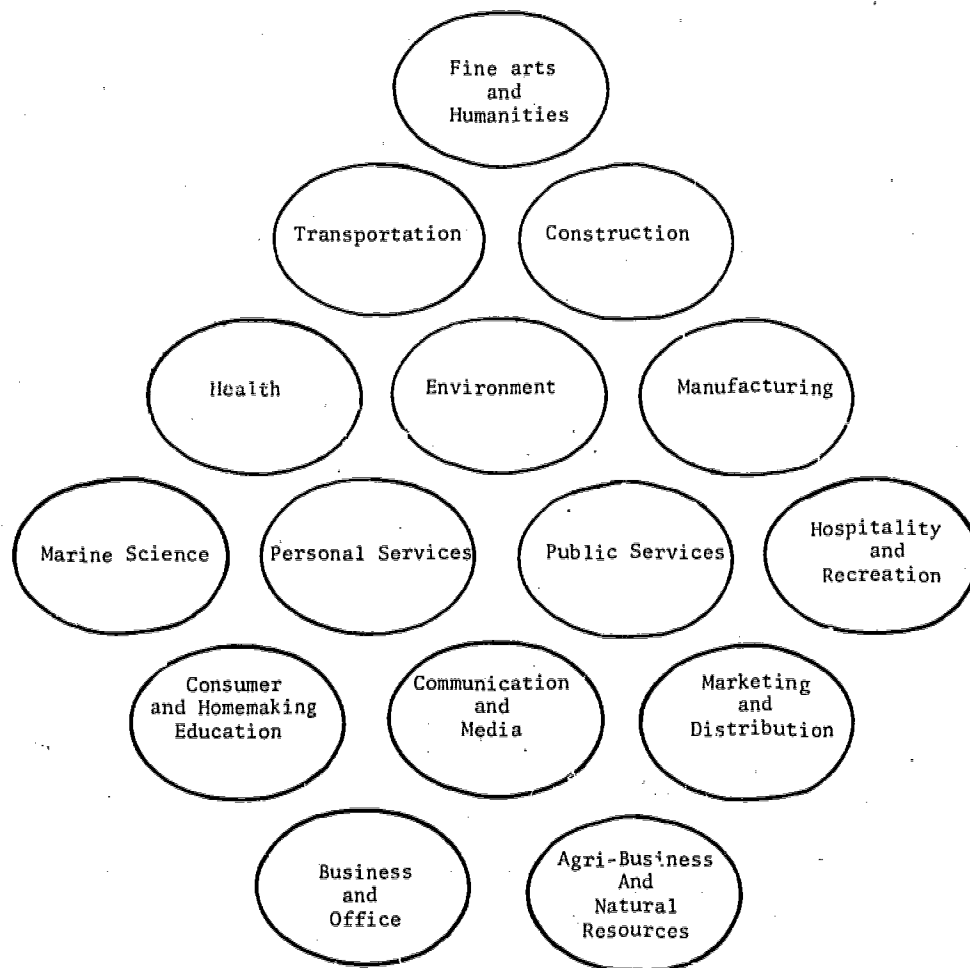 Fine arts
and
Humanities
Transportation
Construction
Health
Environment
Manufacturing
Marine Science
Personal Services
Public Services
Hospitality
and
Recreation
Consumer
and Homemaking
Education
Communication
and
Media
Marketing
and
Distribution
Business
and
Office
Agri-Business
And
Natural
Resources